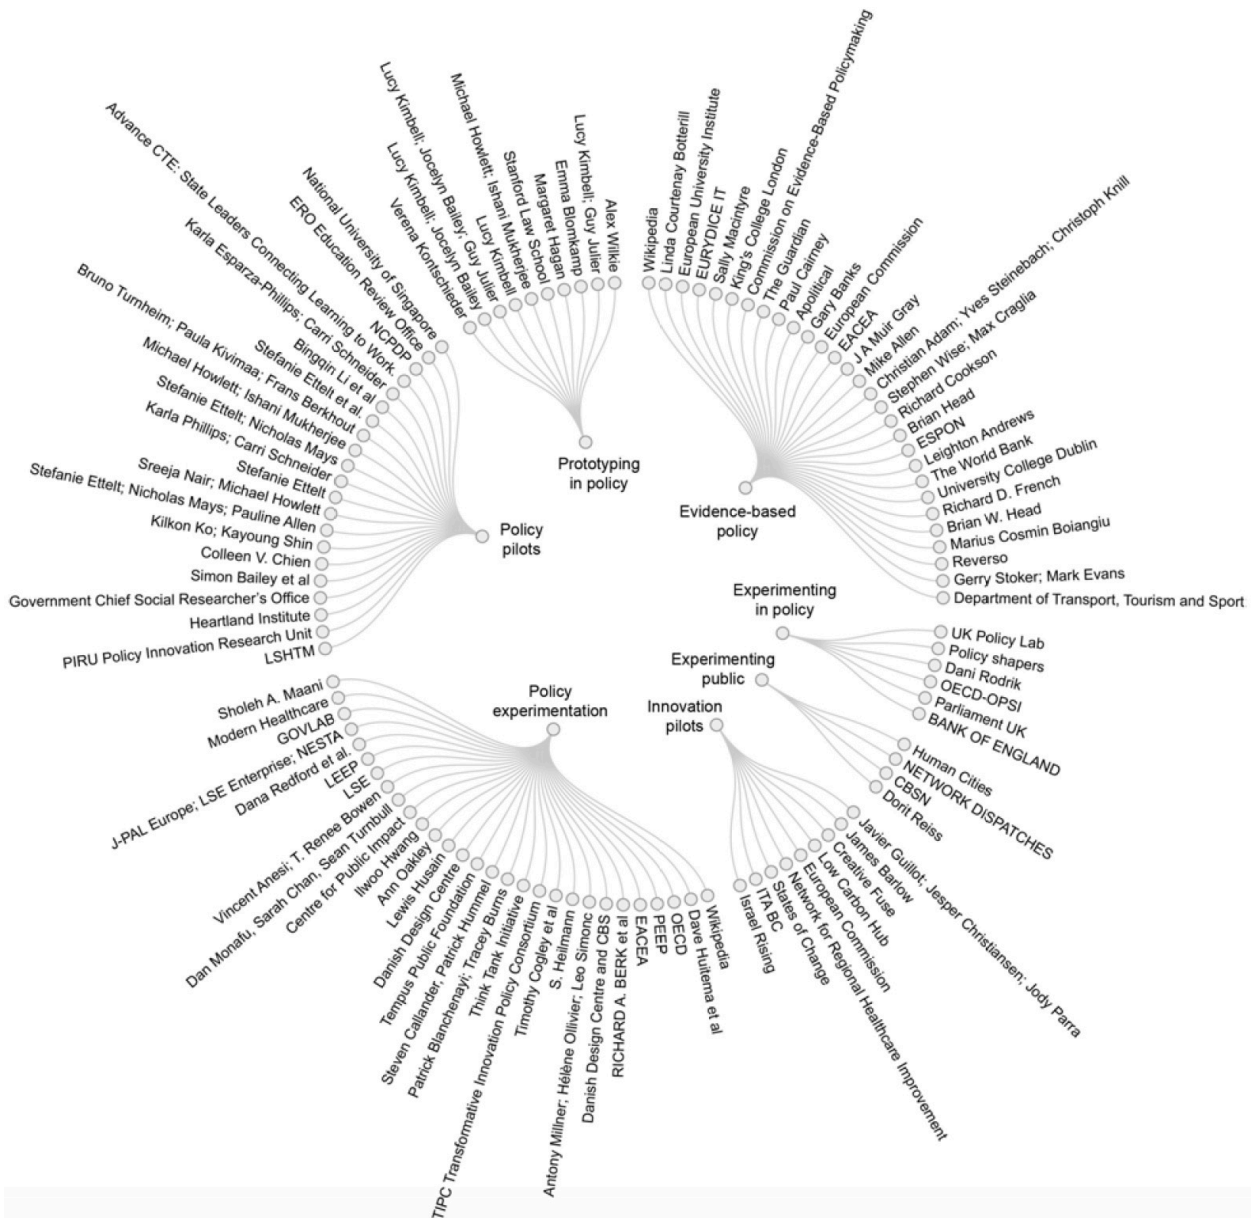 Prototyping
in policy
Verena Kontschieder
Lucy Kimbell; Jocelyn Bailey
Lucy Kimbell; Jocelyn Bailey; Guy Julier
Lucy Kimbell
Michael Howlett; Ishani Mukherjee
Stanford Law School
Margaret Hagan
Emma Blomkamp
Lucy Kimbell; Guy Julier
Alex Wilkie
Evidence-based
policy
Wikipedia
Linda Courtenay Botterill
European University Institute
EURYDICE IT
Sally Macintyre
King's College London
Commission on Evidence-Based Policymaking
The Guardian
Paul Cairney
Apolitical
Gary Banks
European Commission
EACEA
J A Muir Gray
Mike Allen
Christian Adam; Yves Steinebach; Christoph Knill
Stephen Wise; Max Craglia
Richard Cookson
Brian Head
ESPON
Leighton Andrews
The World Bank
University College Dublin
Richard D. French
Brian W. Head
Marius Cosmin Boiangiu
Reverso
Gerry Stoker; Mark Evans
Department of Transport, Tourism and Sport
Experimenting
in policy
UK Policy Lab
Policy shapers
Dani Rodrik
OECD-OPSI
Parliament UK
BANK OF ENGLAND
Experimenting
public
Human Cities
NETWORK DISPATCHES
CBSN
Dorit Reiss
Innovation
pilots
Javier Guillot; Jesper Christiansen; Jody Parra
James Barlow
Creative Fuse
Low Carbon Hub
European Commission
Network for Regional Healthcare Improvement
States of Change
ITA BC
Israel Rising
Policy
experimentation
Wikipedia
Dave Huitema et al
OECD
PEEP
EACEA
RICHARD A. BERK et al
Danish Design Centre and CBS
Antony Millner; Hélène Ollivier; Leo Simonc
S. Heilmann
Timothy Cogley et al
TIPC Transformative Innovation Policy Consortium
Think Tank Initiative
Patrick Blanchenayi; Tracey Burns
Steven Callander, Patrick Hummel
Tempus Public Foundation
Danish Design Centre
Lewis Husain
Ann Oakley
Ilwoo Hwang
Centre for Public Impact
Dan Monafu, Sarah Chan, Sean Turnbull
Vincent Anesi; T. Renee Bowen
LSE
LEEP
Dana Redford et al.
J-PAL Europe; LSE Enterprise; NESTA
GOVLAB
Modern Healthcare
Sholeh A. Maani
Policy
pilots
LSHTM
PIRU Policy Innovation Research Unit
Heartland Institute
Government Chief Social Researcher's Office
Simon Bailey et al
Colleen V. Chien
Kilkon Ko; Kayoung Shin
Stefanie Ettelt; Nicholas Mays; Pauline Allen
Sreeja Nair; Michael Howlett
Stefanie Ettelt
Karla Phillips; Carri Schneider
Stefanie Ettelt; Nicholas Mays
Michael Howlett; Ishani Mukherjee
Bruno Turnheim; Paula Kivimaa; Frans Berkhout
Stefanie Ettelt et al.
Bingqin Li et al
Karla Esparza-Phillips; Carri Schneider
Advance CTE: State Leaders Connecting Learning to Work.
NCPDP
ERO Education Review Office
National University of Singapore